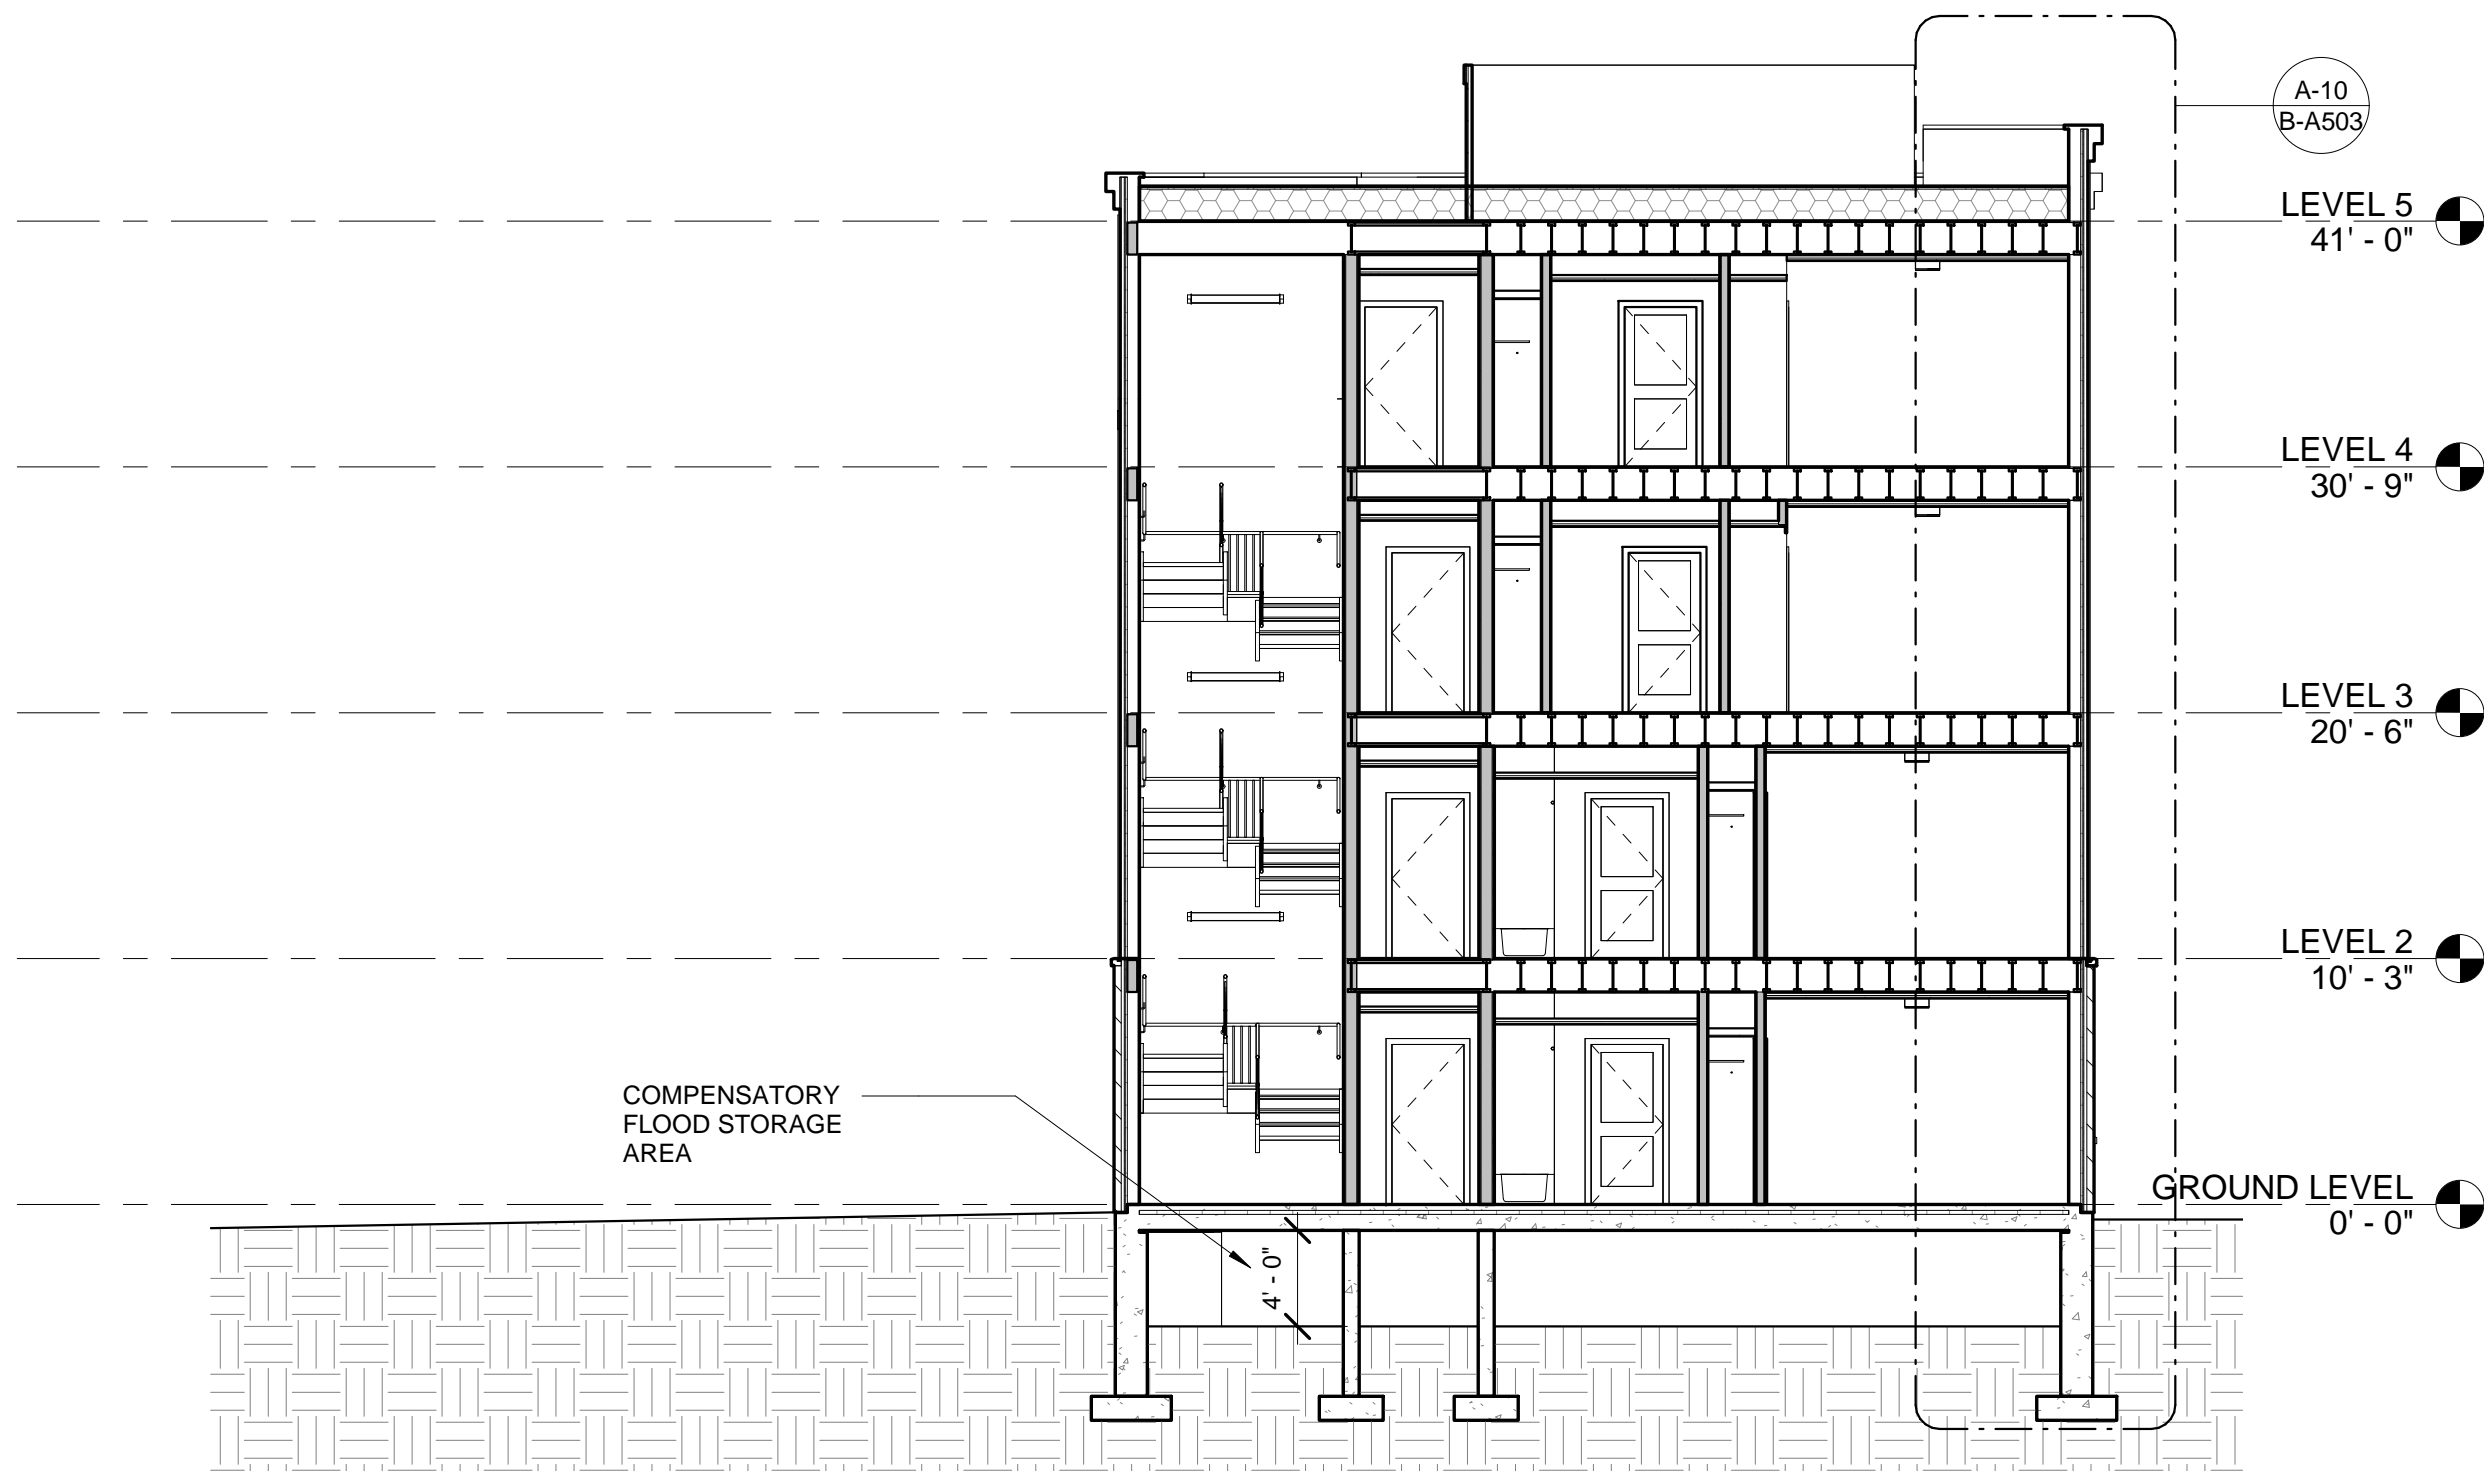 A-10
B-A503
LEVEL 5
41' - 0"
LEVEL 4
30' - 9"
LEVEL 3
20' - 6"
LEVEL 2
10' - 3"
COMPENSATORY
FLOOD STORAGE
AREA
GROUND LEVEL
0' - 0"
4' - 0"